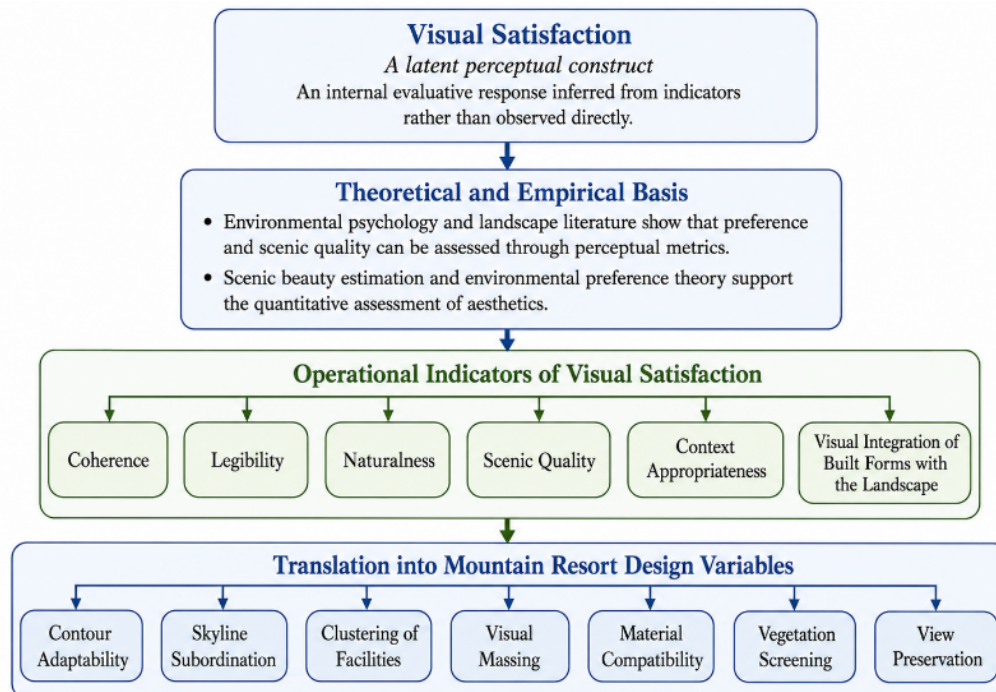 Visual Satisfaction
A latent perceptual construct
An internal evaluative response inferred from indicators
rather than observed directly.
Theoretical and Empirical Basis
• Environmental psychology and landscape literature show that preference
and scenic quality can be assessed through perceptual metrics.
• Scenic beauty estimation and environmental preference theory support
the quantitative assessment of aesthetics.
Operational Indicators of Visual Satisfaction
Coherence
Legibility
Naturalness
Scenic Quality
Context
Appropriateness
Visual Integration of
Built Forms with
the Landscape
Translation into Mountain Resort Design Variables
Contour
Adaptability
Skyline
Subordination
Clustering of
Facilities
Visual
Massing
Material
Compatibility
Vegetation
Screening
View
Preservation